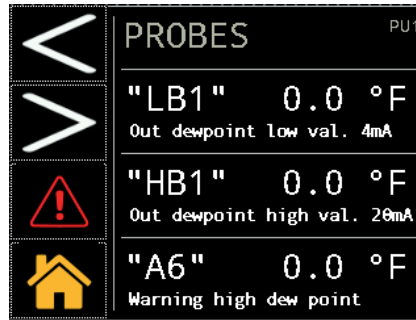 PROBES PU1
"LB1" 0.0 °F
Out dewpoint low val. 4mA
"HB1" 0.0 °F
Out dewpoint high val. 20mA
"A6" 0.0 °F
Warning high dew point